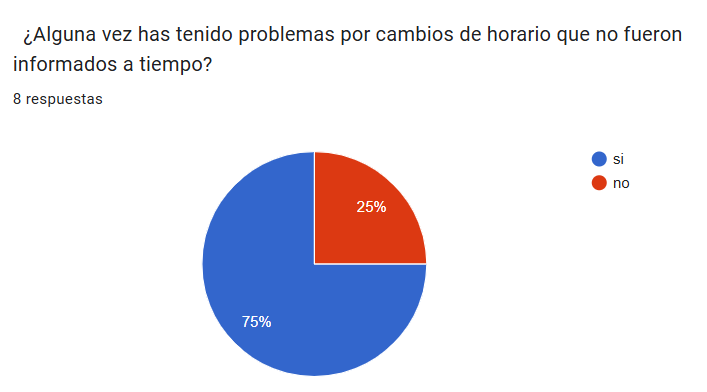 ¿Alguna vez has tenido problemas por cambios de horario que no fueron
informados a tiempo?
8 respuestas
si
no
25%
75%